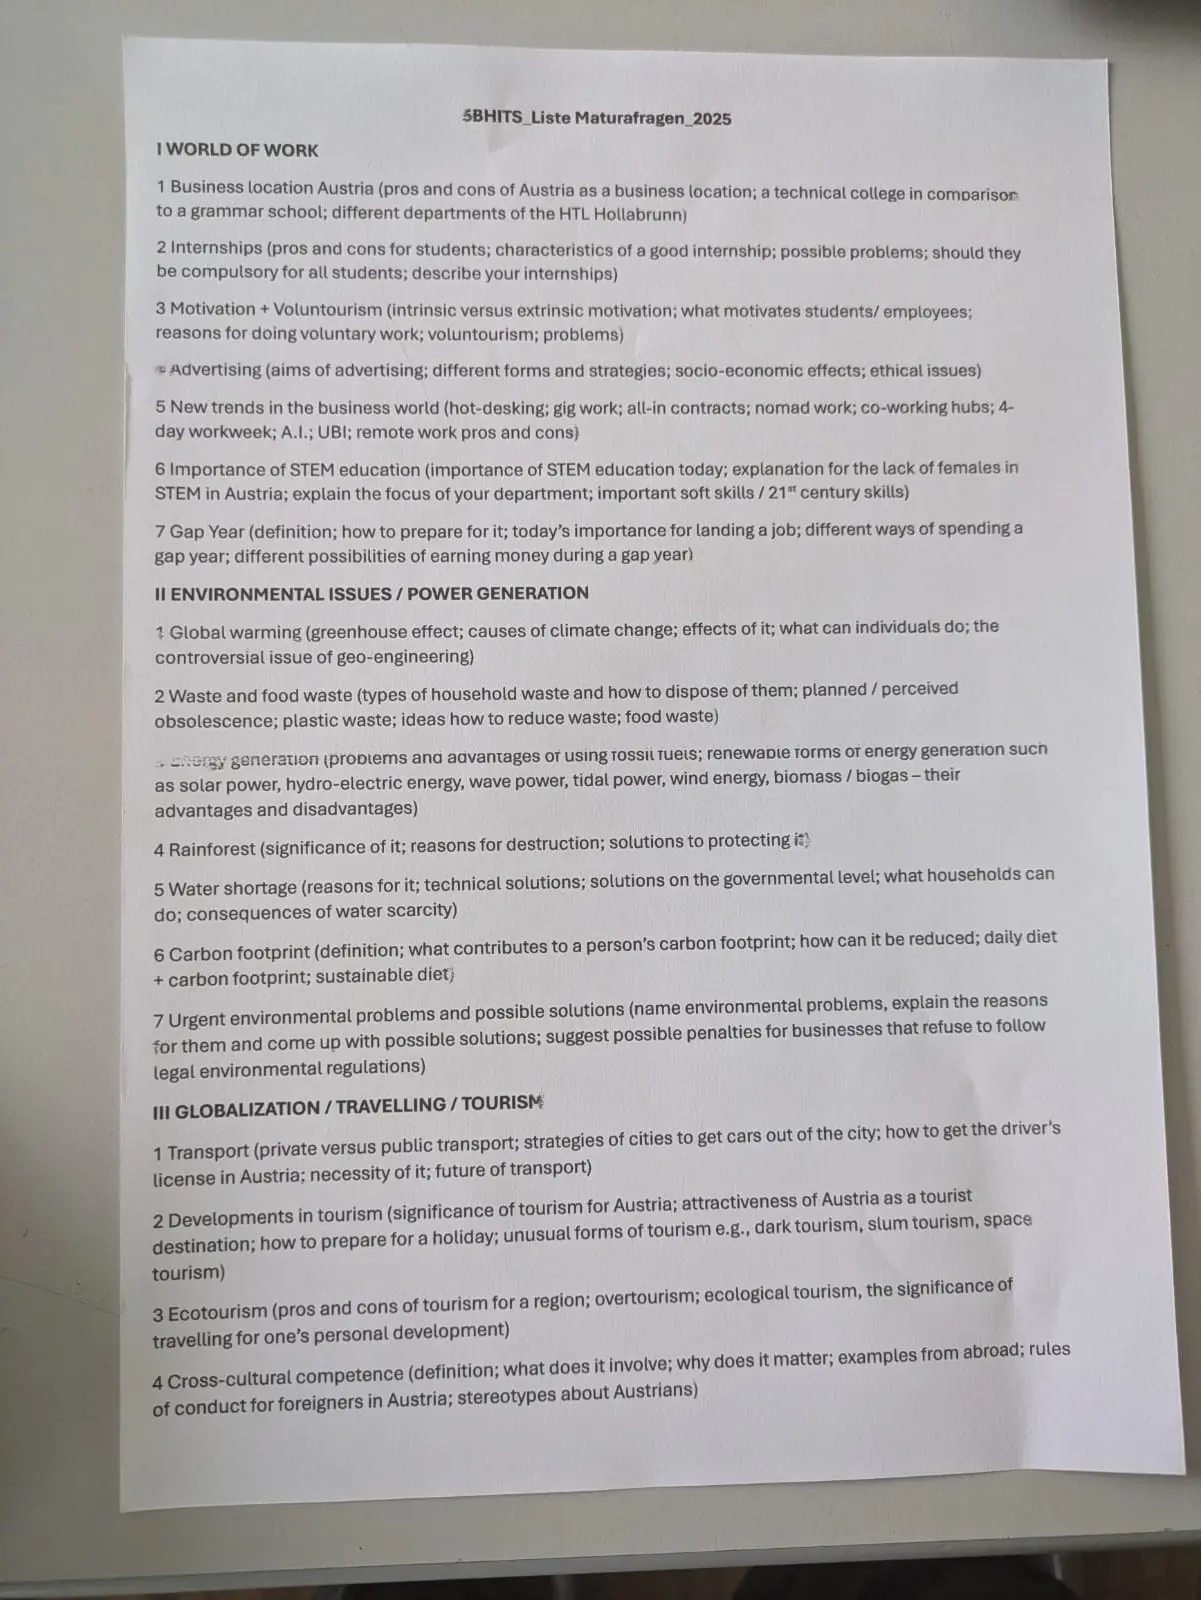 5BHITS_Liste Maturafragen_2025
I WORLD OF WORK
1 Business location Austria (pros and cons of Austria as a business location; a technical college in comparison
to a grammar school; different departments of the HTL Hollabrunn)
2 Internships (pros and cons for students; characteristics of a good internship; possible problems; should they
be compulsory for all students; describe your internships)
3 Motivation + Voluntourism (intrinsic versus extrinsic motivation; what motivates students/ employees;
reasons for doing voluntary work; voluntourism; problems)
Advertising (aims of advertising; different forms and strategies; socio-economic effects; ethical issues)
5 New trends in the business world (hot-desking; gig work; all-in contracts; nomad work; co-working hubs; 4-
day workweek; A.I.; UBI; remote work pros and cons)
6 Importance of STEM education (importance of STEM education today; explanation for the lack of females in
STEM in Austria; explain the focus of your department; important soft skills / 21st century skills)
7 Gap Year (definition; how to prepare for it; today's importance for landing a job; different ways of spending a
gap year; different possibilities of earning money during a gap year)
II ENVIRONMENTAL ISSUES / POWER GENERATION
1 Global warming (greenhouse effect; causes of climate change; effects of it; what can individuals do; the
controversial issue of geo-engineering)
2 Waste and food waste (types of household waste and how to dispose of them; planned / perceived
obsolescence; plastic waste; ideas how to reduce waste; food waste)
Energy generation (problems and advantages of using fossil fuels; renewable forms of energy generation such
as solar power, hydro-electric energy, wave power, tidal power, wind energy, biomass / biogas – their
advantages and disadvantages)
4 Rainforest (significance of it; reasons for destruction; solutions to protecting it)
5 Water shortage (reasons for it; technical solutions; solutions on the governmental level; what households can
do; consequences of water scarcity)
6 Carbon footprint (definition; what contributes to a person's carbon footprint; how can it be reduced; daily diet
+ carbon footprint; sustainable diet)
7 Urgent environmental problems and possible solutions (name environmental problems, explain the reasons
for them and come up with possible solutions; suggest possible penalties for businesses that refuse to follow
legal environmental regulations)
III GLOBALIZATION / TRAVELLING / TOURISM
1 Transport (private versus public transport; strategies of cities to get cars out of the city; how to get the driver's
license in Austria; necessity of it; future of transport)
2 Developments in tourism (significance of tourism for Austria; attractiveness of Austria as a tourist
destination; how to prepare for a holiday; unusual forms of tourism e.g., dark tourism, slum tourism, space
tourism)
3 Ecotourism (pros and cons of tourism for a region; overtourism; ecological tourism, the significance of
travelling for one's personal development)
4 Cross-cultural competence (definition; what does it involve; why does it matter; examples from abroad; rules
of conduct for foreigners in Austria; stereotypes about Austrians)